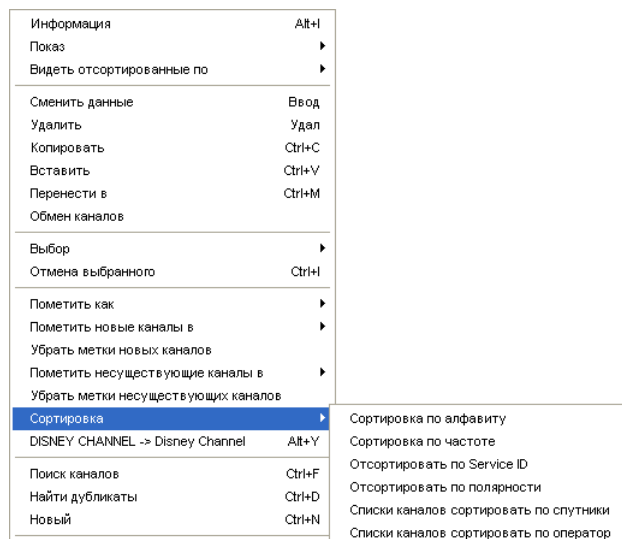 Информация Alt+I
Показ
Видеть отсортированные по
Сменить данные Ввод
Удалить Удал
Копировать Ctrl+C
Вставить Ctrl+V
Перенести в Ctrl+M
Обмен каналов
Выбор
Отмена выбранного Ctrl+I
Пометить как
Пометить новые каналы в
Убрать метки новых каналов
Пометить несуществующие каналы в
Убрать метки несуществующих каналов
Сортировка
DISNEY CHANNEL -> Disney Channel Alt+Y
Поиск каналов Ctrl+F
Найти дубликаты Ctrl+D
Новый Ctrl+N
Сортировка по алфавиту
Сортировка по частоте
Отсортировать по Service ID
Отсортировать по полярности
Списки каналов сортировать по спутники
Списки каналов сортировать по оператор